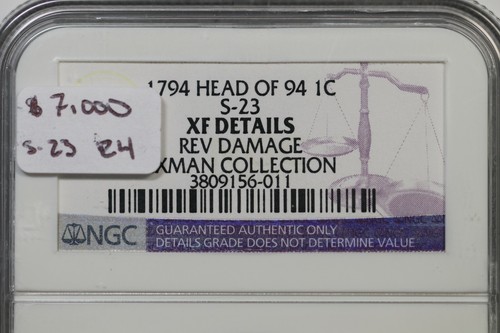 1794 HEAD OF 94 1C
S-23
XF DETAILS
REV DAMAGE
XMAN COLLECTION
3809156-011
$7,000
S-23 R4
NGC
GUARANTEED AUTHENTIC ONLY
DETAILS GRADE DOES NOT DETERMINE VALUE